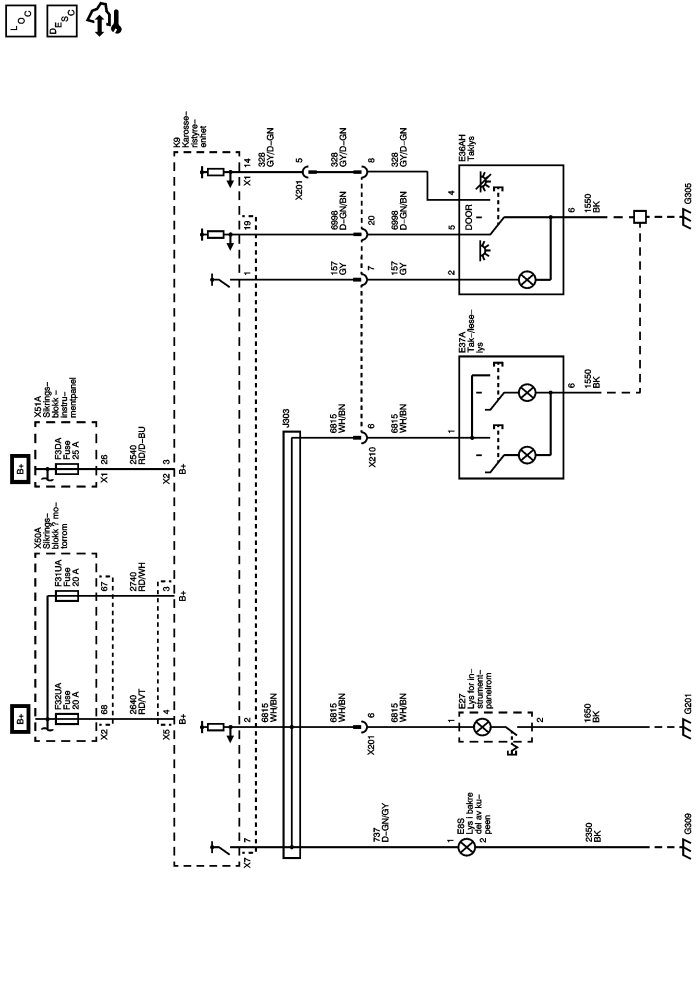 LOC
DESC
K9
Karosse–
ristyre–
enhet
14
328
GY/D–GN
X1
5
X201
328
GY/D–GN
8
328
GY/D–GN
E36AH
Taklys
4
5
DOOR
2
6
1550
BK
G305
19
6998
D–GN/BN
20
6998
D–GN/BN
1
157
GY
7
157
GY
E37A
Tak–/lese–
lys
1
6
1550
BK
X51A
Sikrings–
blokk –
instru–
mentpanel
B+
F3DA
Fuse
25 A
26
X1
2540
RD/D–BU
3
X2
B+
J303
6815
WH/BN
6
X210
6815
WH/BN
X50A
Sikrings–
blokk ? mo–
torrom
F31UA
Fuse
20 A
67
2740
RD/WH
3
B+
B+
F32UA
Fuse
20 A
68
X2
2640
RD/VT
4
X5
B+
2
6815
WH/BN
6815
WH/BN
6
X201
6815
WH/BN
E27
Lys for in–
strument–
panelrom
1
2
1650
BK
G201
7
X7
737
D–GN/GY
1
E8S
Lys i bakre
del av ku–
peen
2
2350
BK
G309